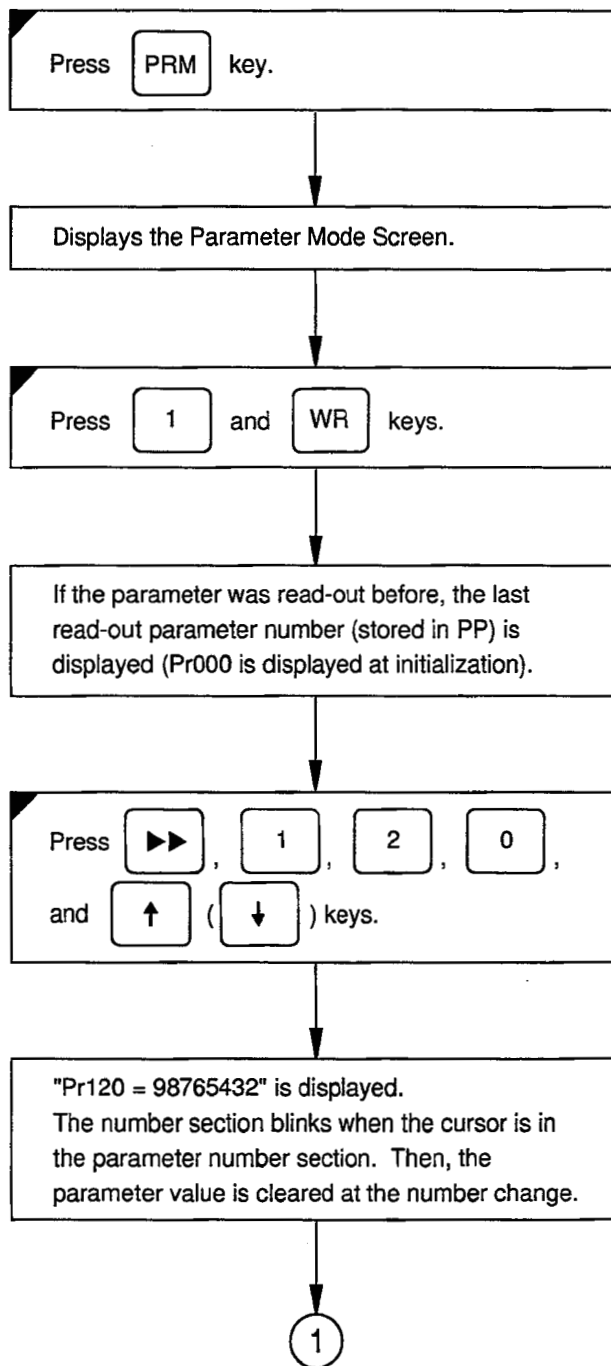 Press PRM key.
Displays the Parameter Mode Screen.
Press 1 and WR keys.
If the parameter was read-out before, the last
read-out parameter number (stored in PP) is
displayed (Pr000 is displayed at initialization).
Press ▶▶, 1, 2, 0,
and ↑ (↓) keys.
"Pr120 = 98765432" is displayed.
The number section blinks when the cursor is in
the parameter number section. Then, the
parameter value is cleared at the number change.
1